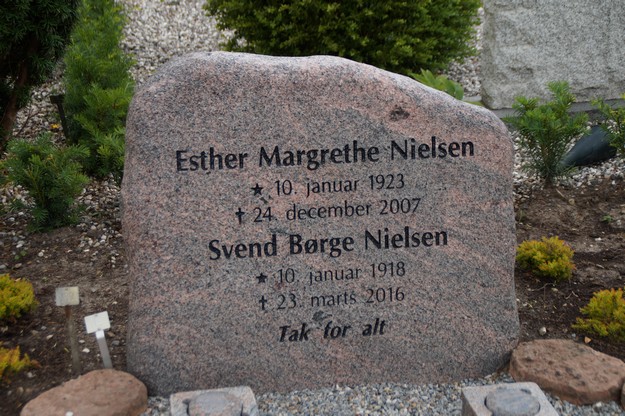 Esther Margrethe Nielsen
★ 10. januar 1923
✝ 24. december 2007
Svend Børge Nielsen
★ 10. januar 1918
✝ 23. marts 2016
Tak for alt